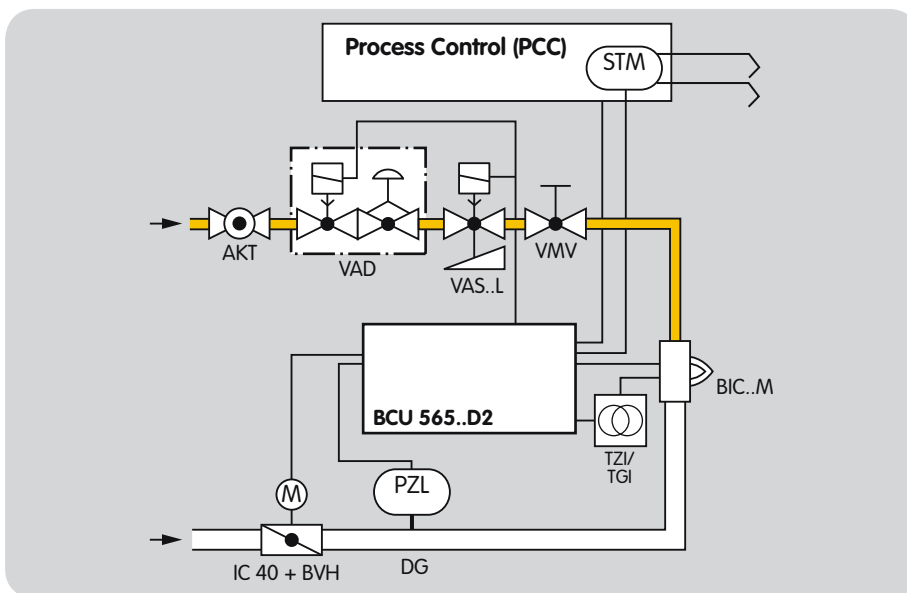 Process Control (PCC)
STM
AKT
VAD
VAS..L
VMV
BCU 565..D2
BIC..M
TZI/
TGI
M
PZL
IC 40 + BVH
DG